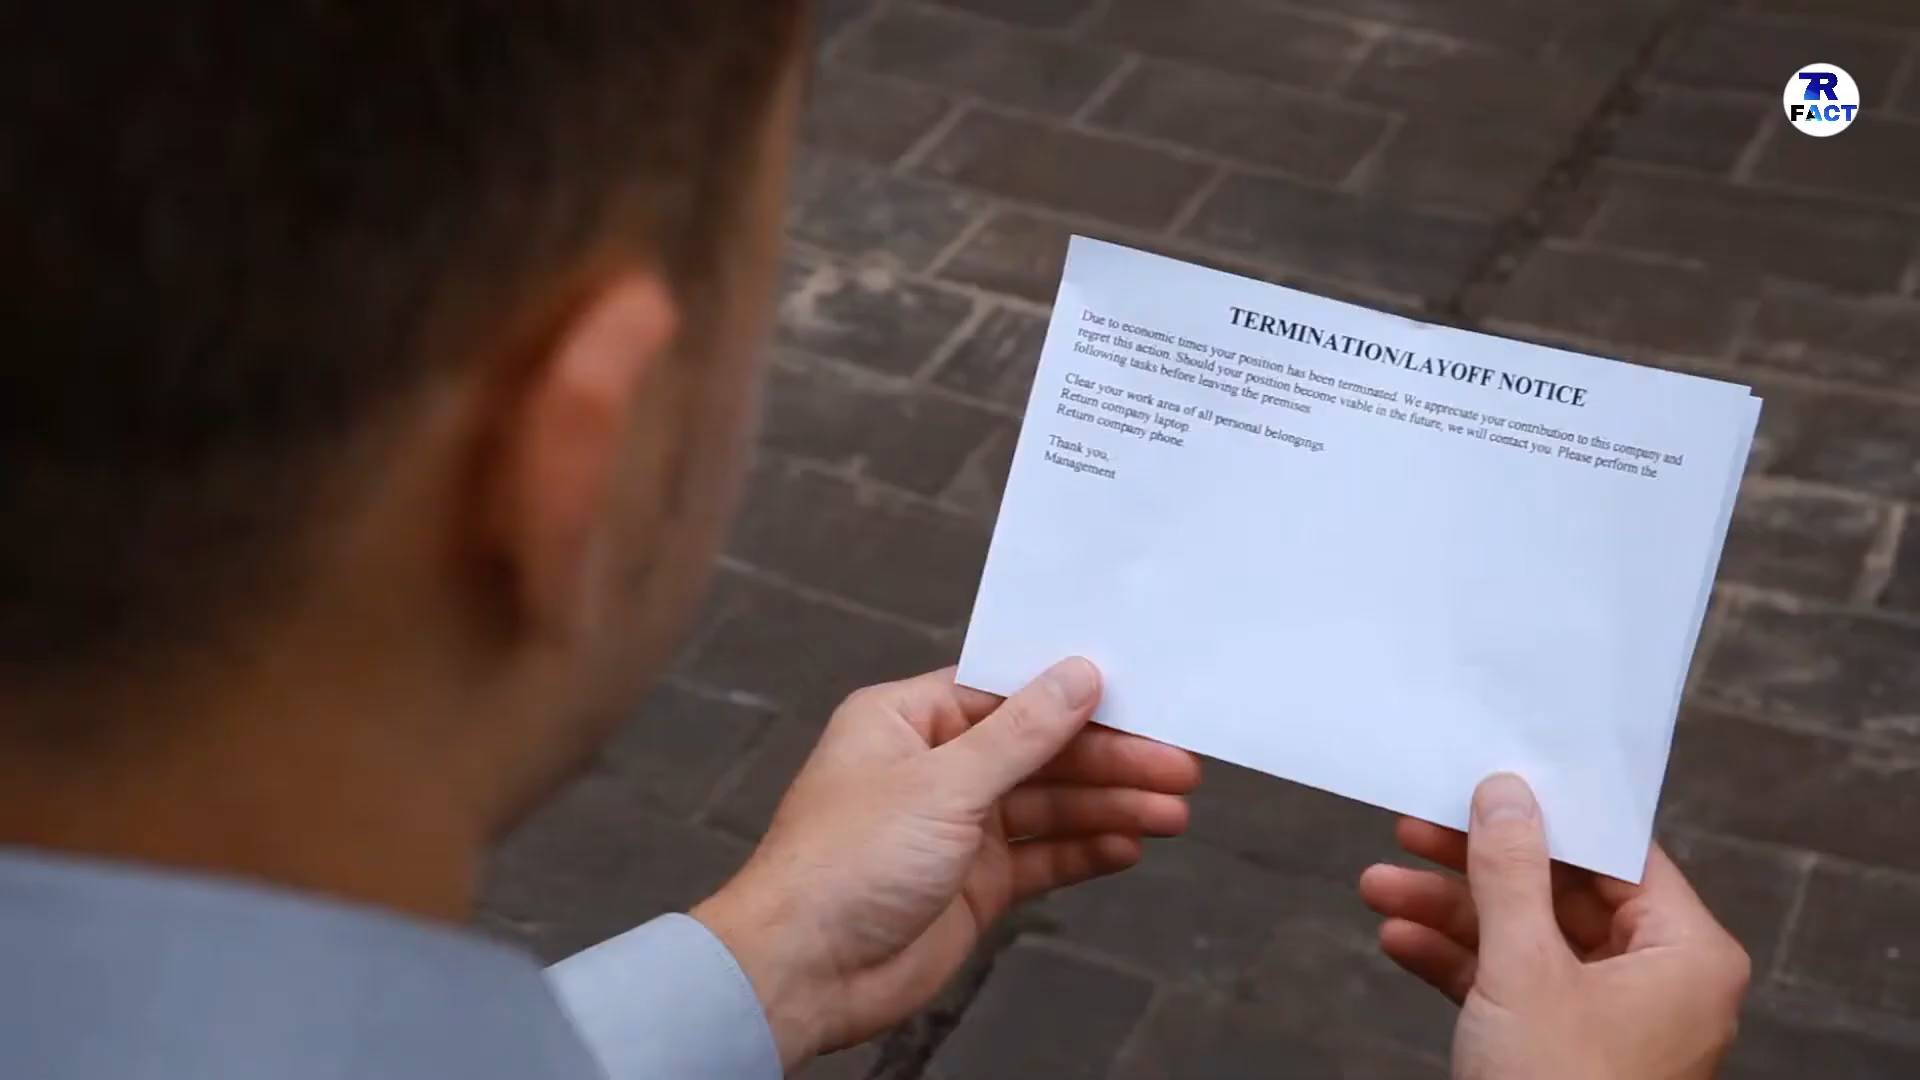 7R
FACT
TERMINATION/LAYOFF NOTICE
Due to economic times your position has been terminated. We appreciate your contribution to this company and
regret this action. Should your position become viable in the future, we will contact you. Please perform the
following tasks before leaving the premises.
Clear your work area of all personal belongings.
Return company laptop.
Return company phone.
Thank you,
Management